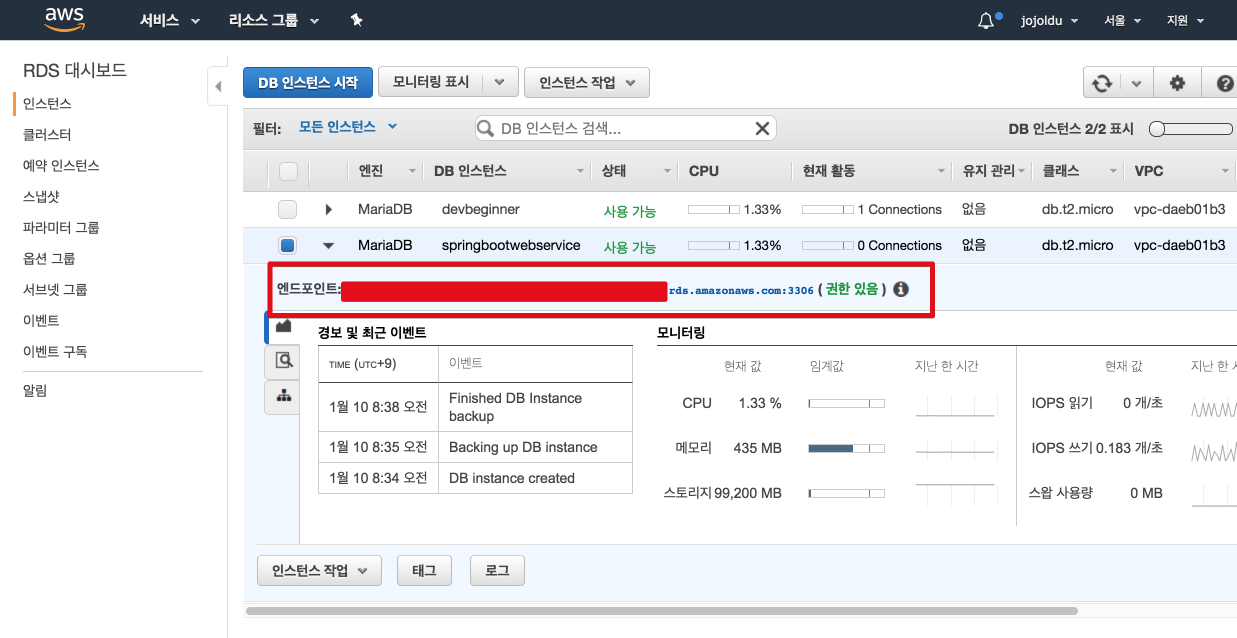 aws 서비스 리소스 그룹 jojoldu 서울 지원
RDS 대시보드
인스턴스
클러스터
예약 인스턴스
스냅샷
파라미터 그룹
옵션 그룹
서브넷 그룹
이벤트
이벤트 구독
알림
DB 인스턴스 시작 모니터링 표시 인스턴스 작업
필터: 모든 인스턴스 DB 인스턴스 검색... DB 인스턴스 2/2 표시
엔진 DB 인스턴스 상태 CPU 현재 활동 유지 관리 클래스 VPC
MariaDB devbeginner 사용 가능 1.33% 1 Connections 없음 db.t2.micro vpc-daeb01b3
MariaDB springbootwebservice 사용 가능 1.33% 0 Connections 없음 db.t2.micro vpc-daeb01b3
엔드포인트: rds.amazonaws.com:3306 ( 권한 있음 )
경보 및 최근 이벤트
TIME (UTC+9) 이벤트
1월 10 8:38 오전 Finished DB Instance
backup
1월 10 8:35 오전 Backing up DB instance
1월 10 8:34 오전 DB instance created
모니터링
현재 값 임계값 지난 한 시간 현재 값 지난 한
CPU 1.33 % IOPS 읽기 0 개/초
메모리 435 MB IOPS 쓰기 0.183 개/초
스토리지 99,200 MB 스왑 사용량 0 MB
인스턴스 작업 태그 로그